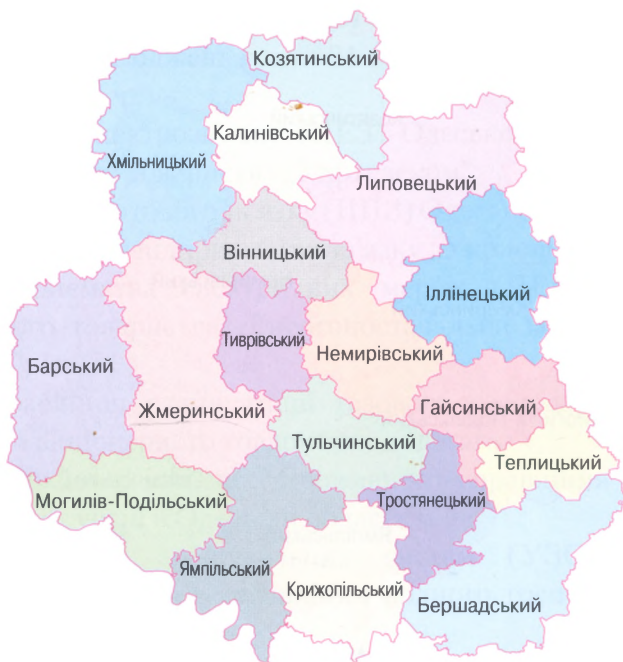 Козятинський
Калинівський
Хмільницький
Липовецький
Вінницький
Іллінецький
Тиврівський
Немирівський
Барський
Жмеринський
Гайсинський
Тульчинський
Теплицький
Могилів-Подільський
Тростянецький
Ямпільський
Крижопільський
Бершадський